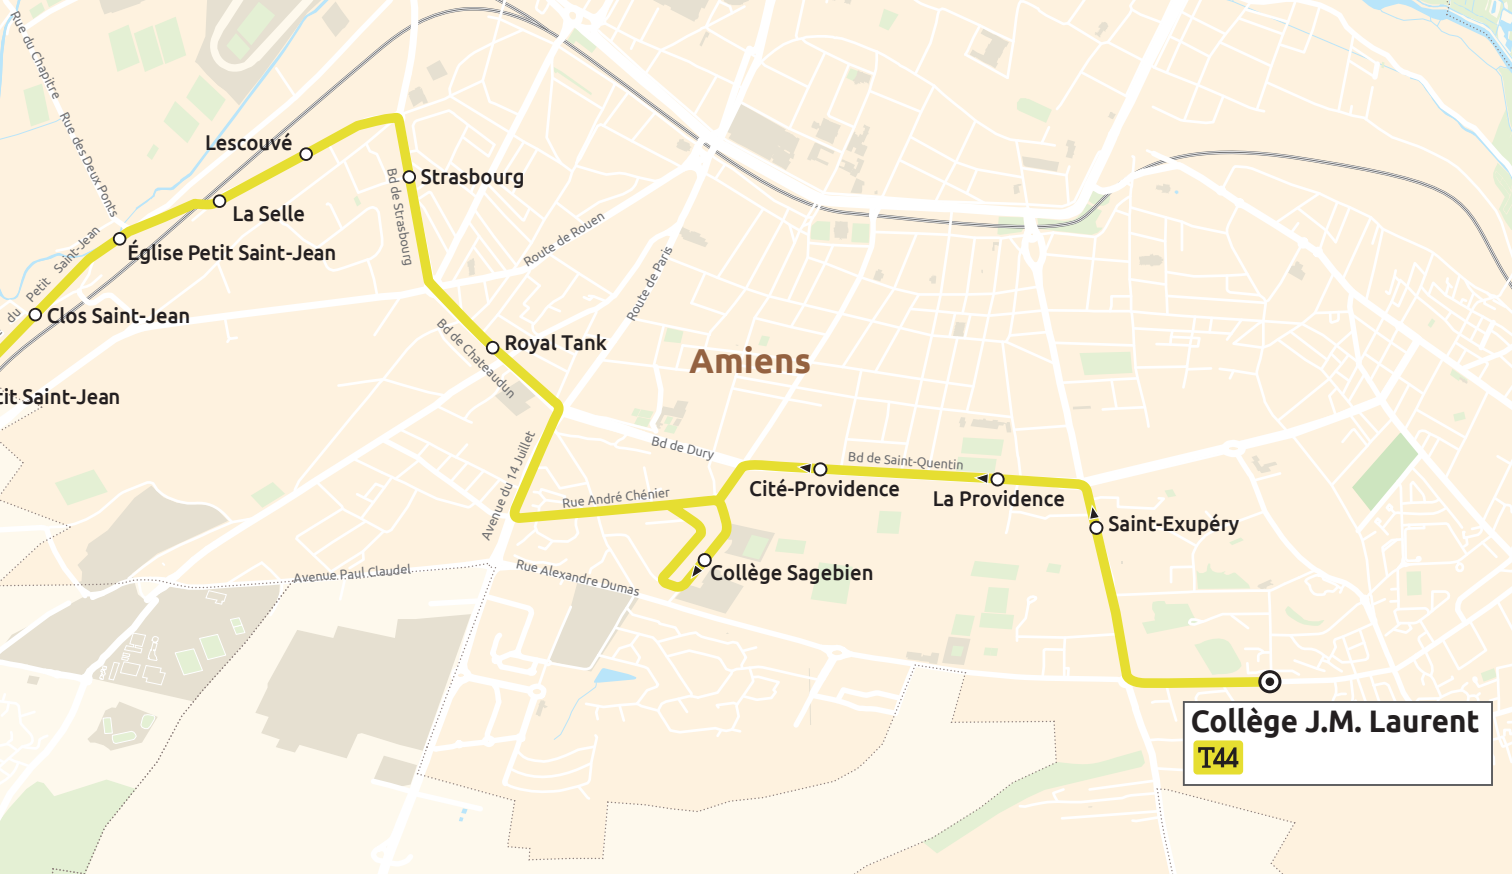 Rue du Chapitre
Rue des Deux Ponts
Lescouvé
Strasbourg
Bd de Strasbourg
La Selle
Route de Rouen
du Petit Saint-Jean
Église Petit Saint-Jean
Route de Paris
Clos Saint-Jean
Royal Tank
Bd de Chateaudun
Amiens
tit Saint-Jean
Bd de Dury
Bd de Saint-Quentin
Avenue du 14 Juillet
Cité-Providence
La Providence
Rue André Chénier
Saint-Exupéry
Avenue Paul Claudel
Rue Alexandre Dumas
Collège Sagebien
Collège J.M. Laurent
T44